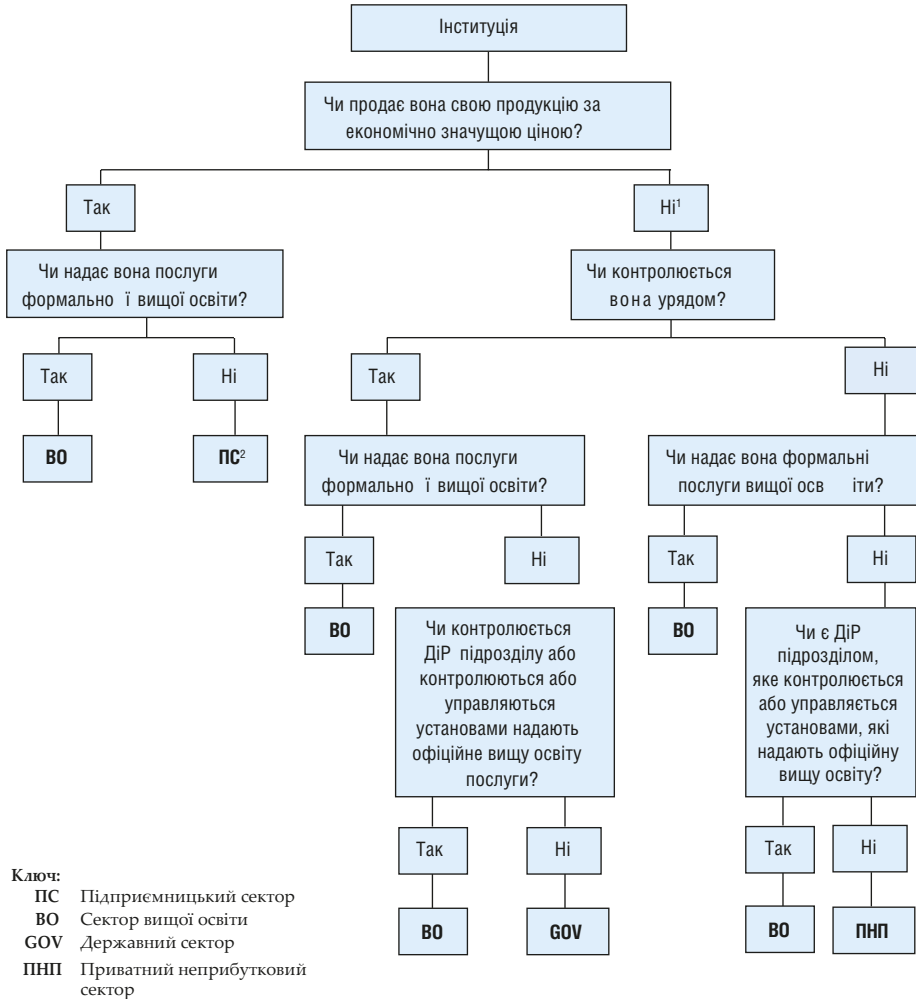 Інституція
Чи продає вона свою продукцію за
економічно значущою ціною?
Так
Ні¹
Чи надає вона послуги
формально ї вищої освіти?
Чи контролюється
вона урядом?
Так
Ні
Так
Ні
ВО
ПС²
Чи надає вона послуги
формально ї вищої освіти?
Чи надає вона формальні
послуги вищої осв іти?
Так
Ні
Так
Ні
ВО
Чи контролюється
ДіР підрозділу або
контролюються або
управляються
установами надають
офіційне вищу освіту
послуги?
ВО
Чи є ДіР
підрозділом,
яке контролюється
або управляється
установами, які
надають офіційну
вищу освіту?
Так
Ні
Так
Ні
ВО
GOV
ВО
ПНП
Ключ:
ПС Підприємницький сектор
ВО Сектор вищої освіти
GOV Державний сектор
ПНП Приватний неприбутковий
сектор